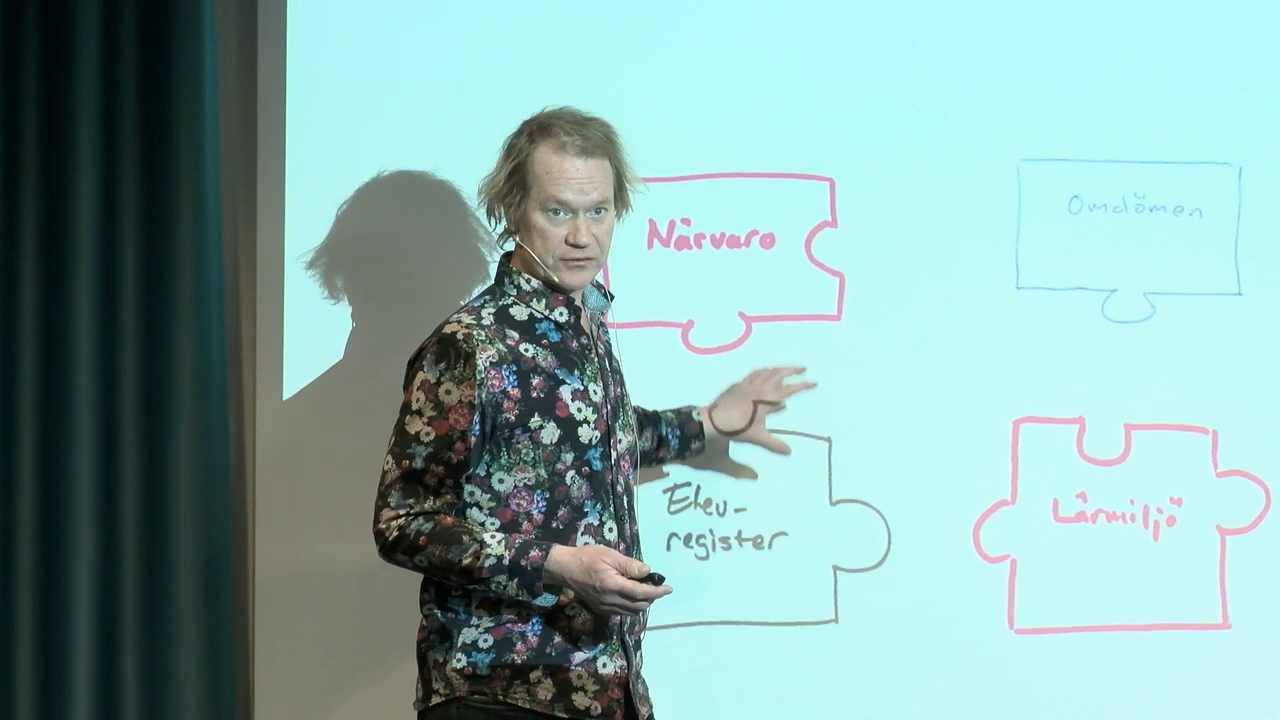 Närvaro
Omdömen
Elev-
register
Lärmiljö